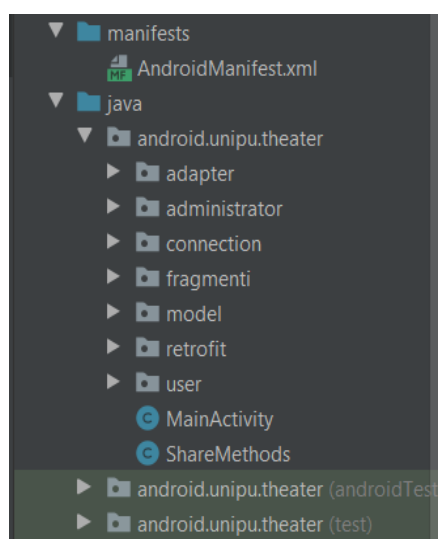 manifests
MF AndroidManifest.xml
java
android.unipu.theater
adapter
administrator
connection
fragmenti
model
retrofit
user
C MainActivity
C ShareMethods
android.unipu.theater (androidTest
android.unipu.theater (test)